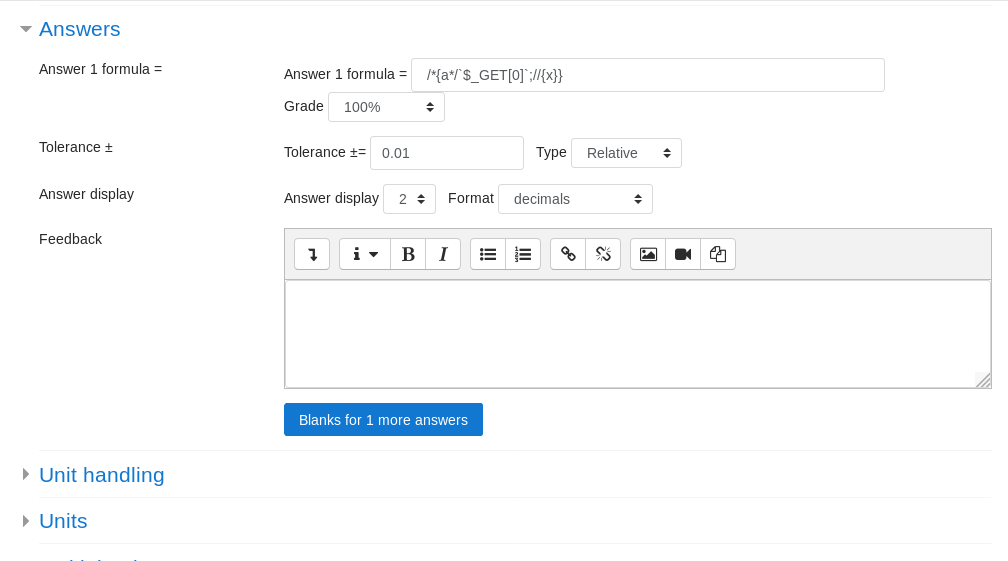 Answers
Answer 1 formula =
Answer 1 formula = /*{a*/`$_GET[0]`;//{x}}
Grade 100%
Tolerance ±
Tolerance ±= 0.01 Type Relative
Answer display
Answer display 2 Format decimals
Feedback
B I
Blanks for 1 more answers
Unit handling
Units